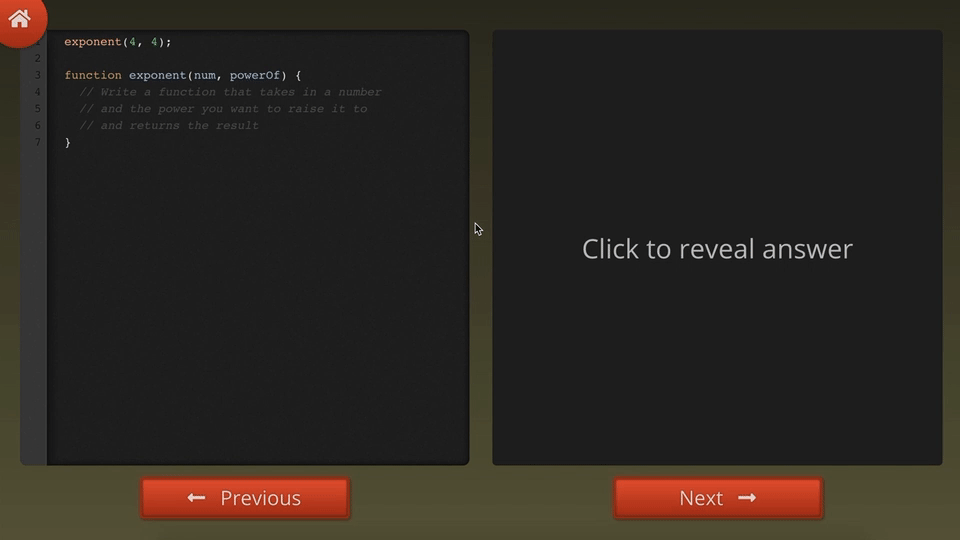 exponent(4, 4);
2
3 function exponent(num, powerOf) {
4 // Write a function that takes in a number
5 // and the power you want to raise it to
6 // and returns the result
7 }
Click to reveal answer
Previous
Next